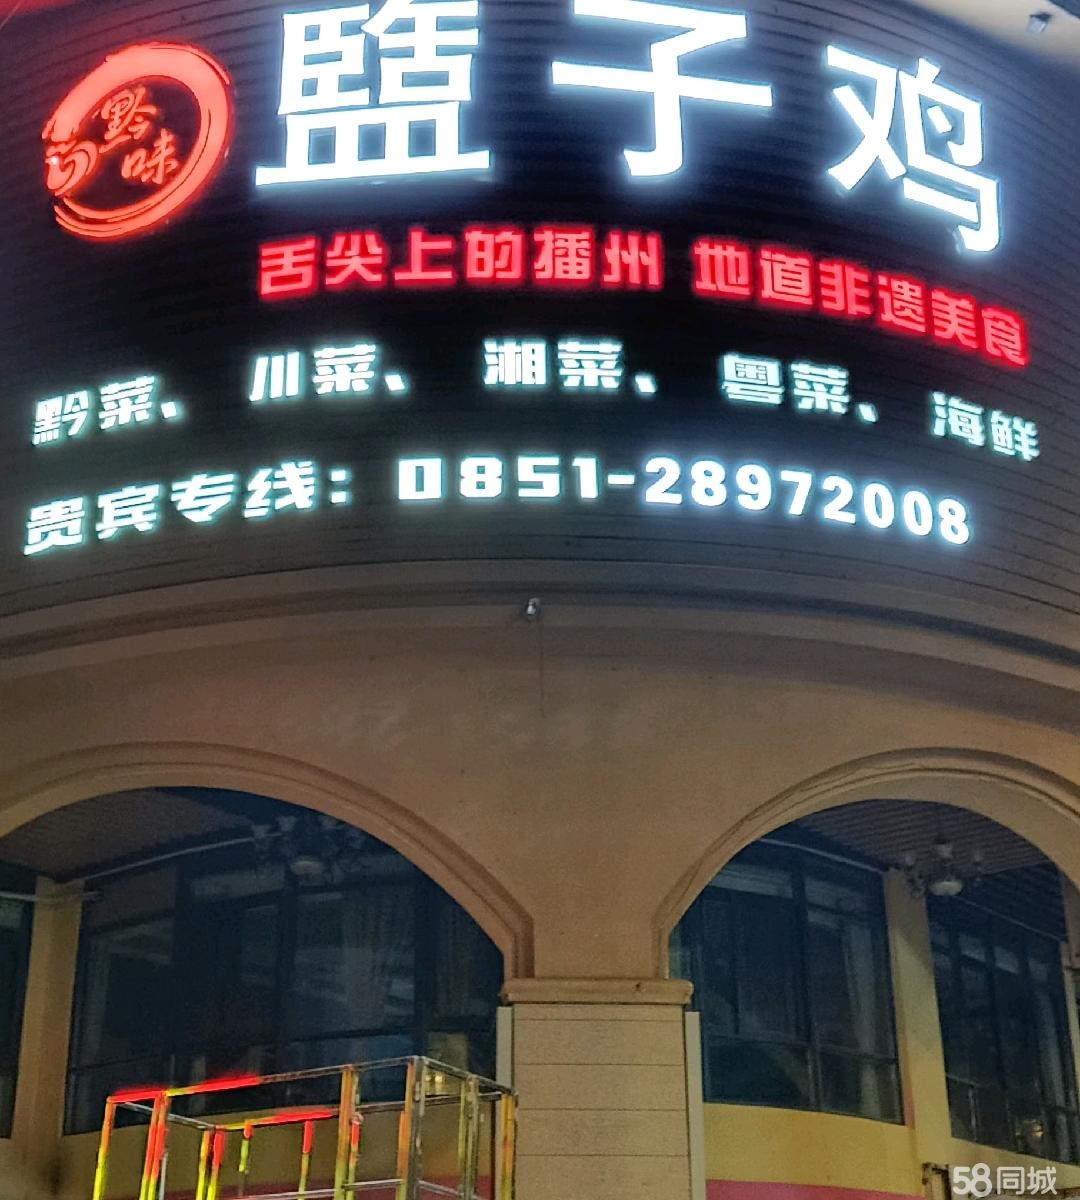 黔味
盬子鸡
舌尖上的播州 地道非遗美食
黔菜、川菜、湘菜、粤菜、海鲜
贵宾专线：0851-28972008
58同城